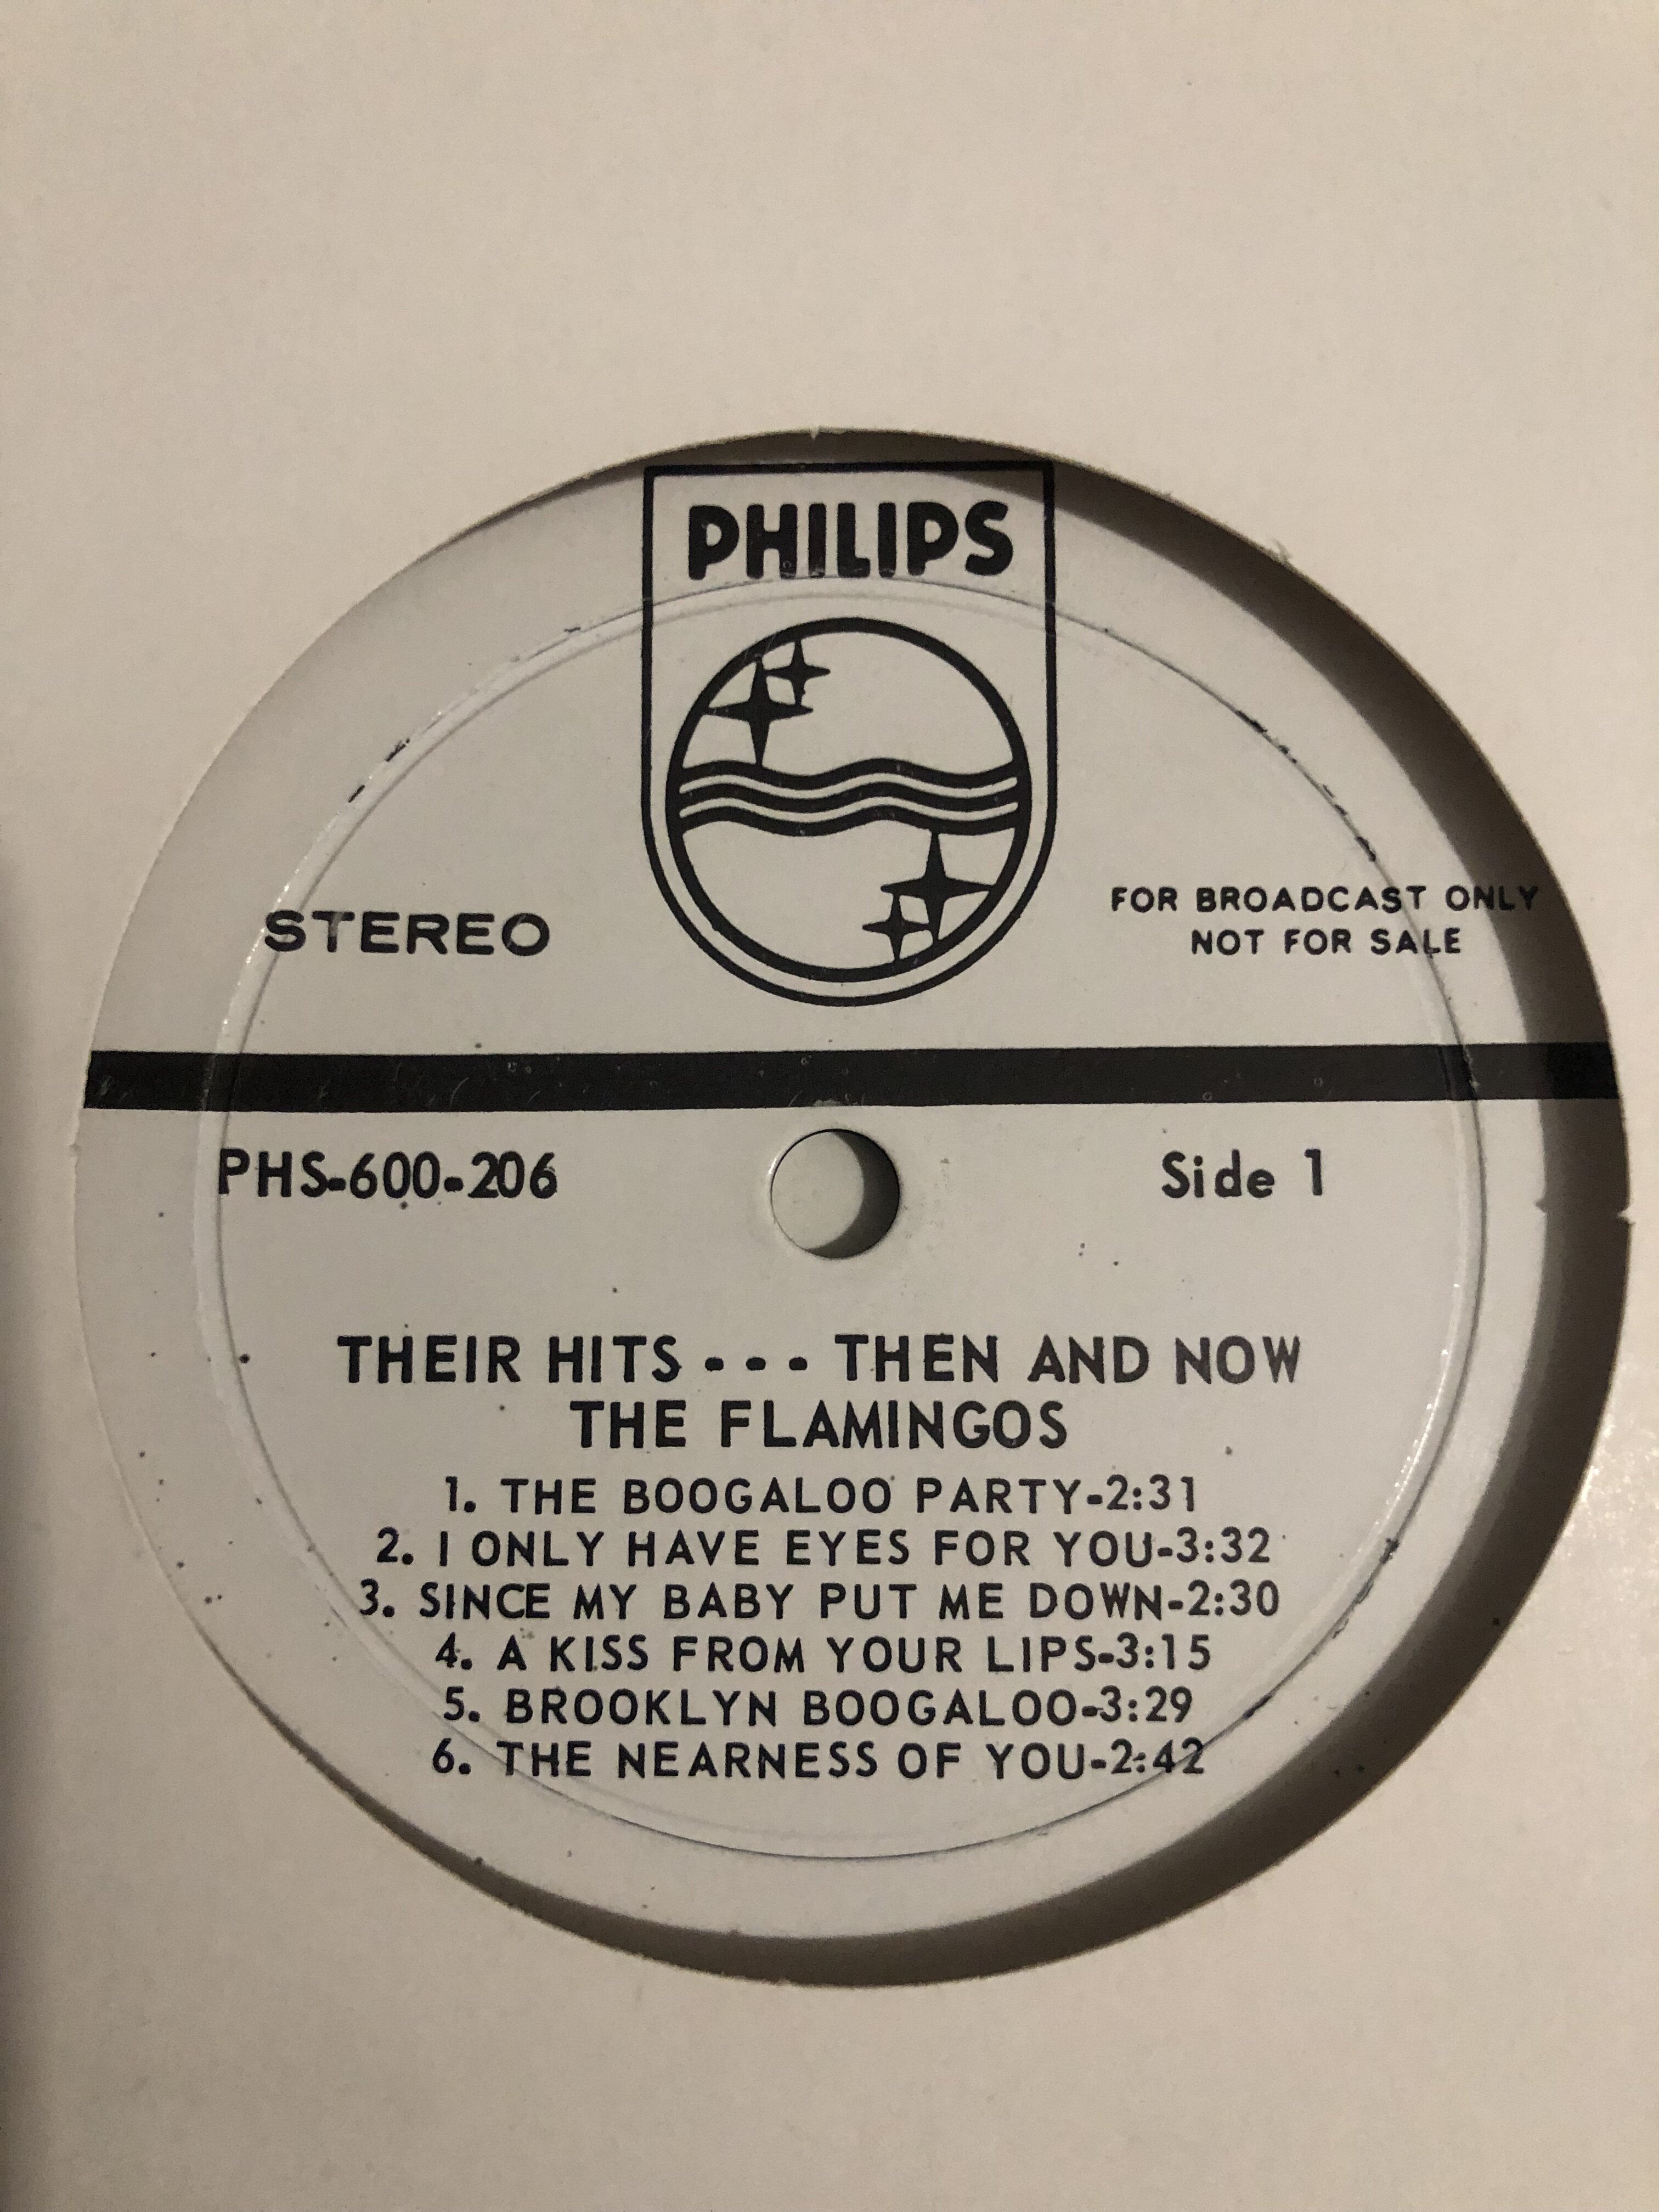 PHILIPS
STEREO
FOR BROADCAST ONLY
NOT FOR SALE
PHS-600-206
Side 1
THEIR HITS - - - THEN AND NOW
THE FLAMINGOS
1. THE BOOGALOO PARTY-2:31
2. I ONLY HAVE EYES FOR YOU-3:32
3. SINCE MY BABY PUT ME DOWN-2:30
4. A KISS FROM YOUR LIPS-3:15
5. BROOKLYN BOOGALOO-3:29
6. THE NEARNESS OF YOU-2:42